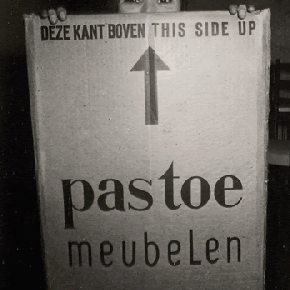 DEZE KANT BOVEN THIS SIDE UP
pastoe
meubelen